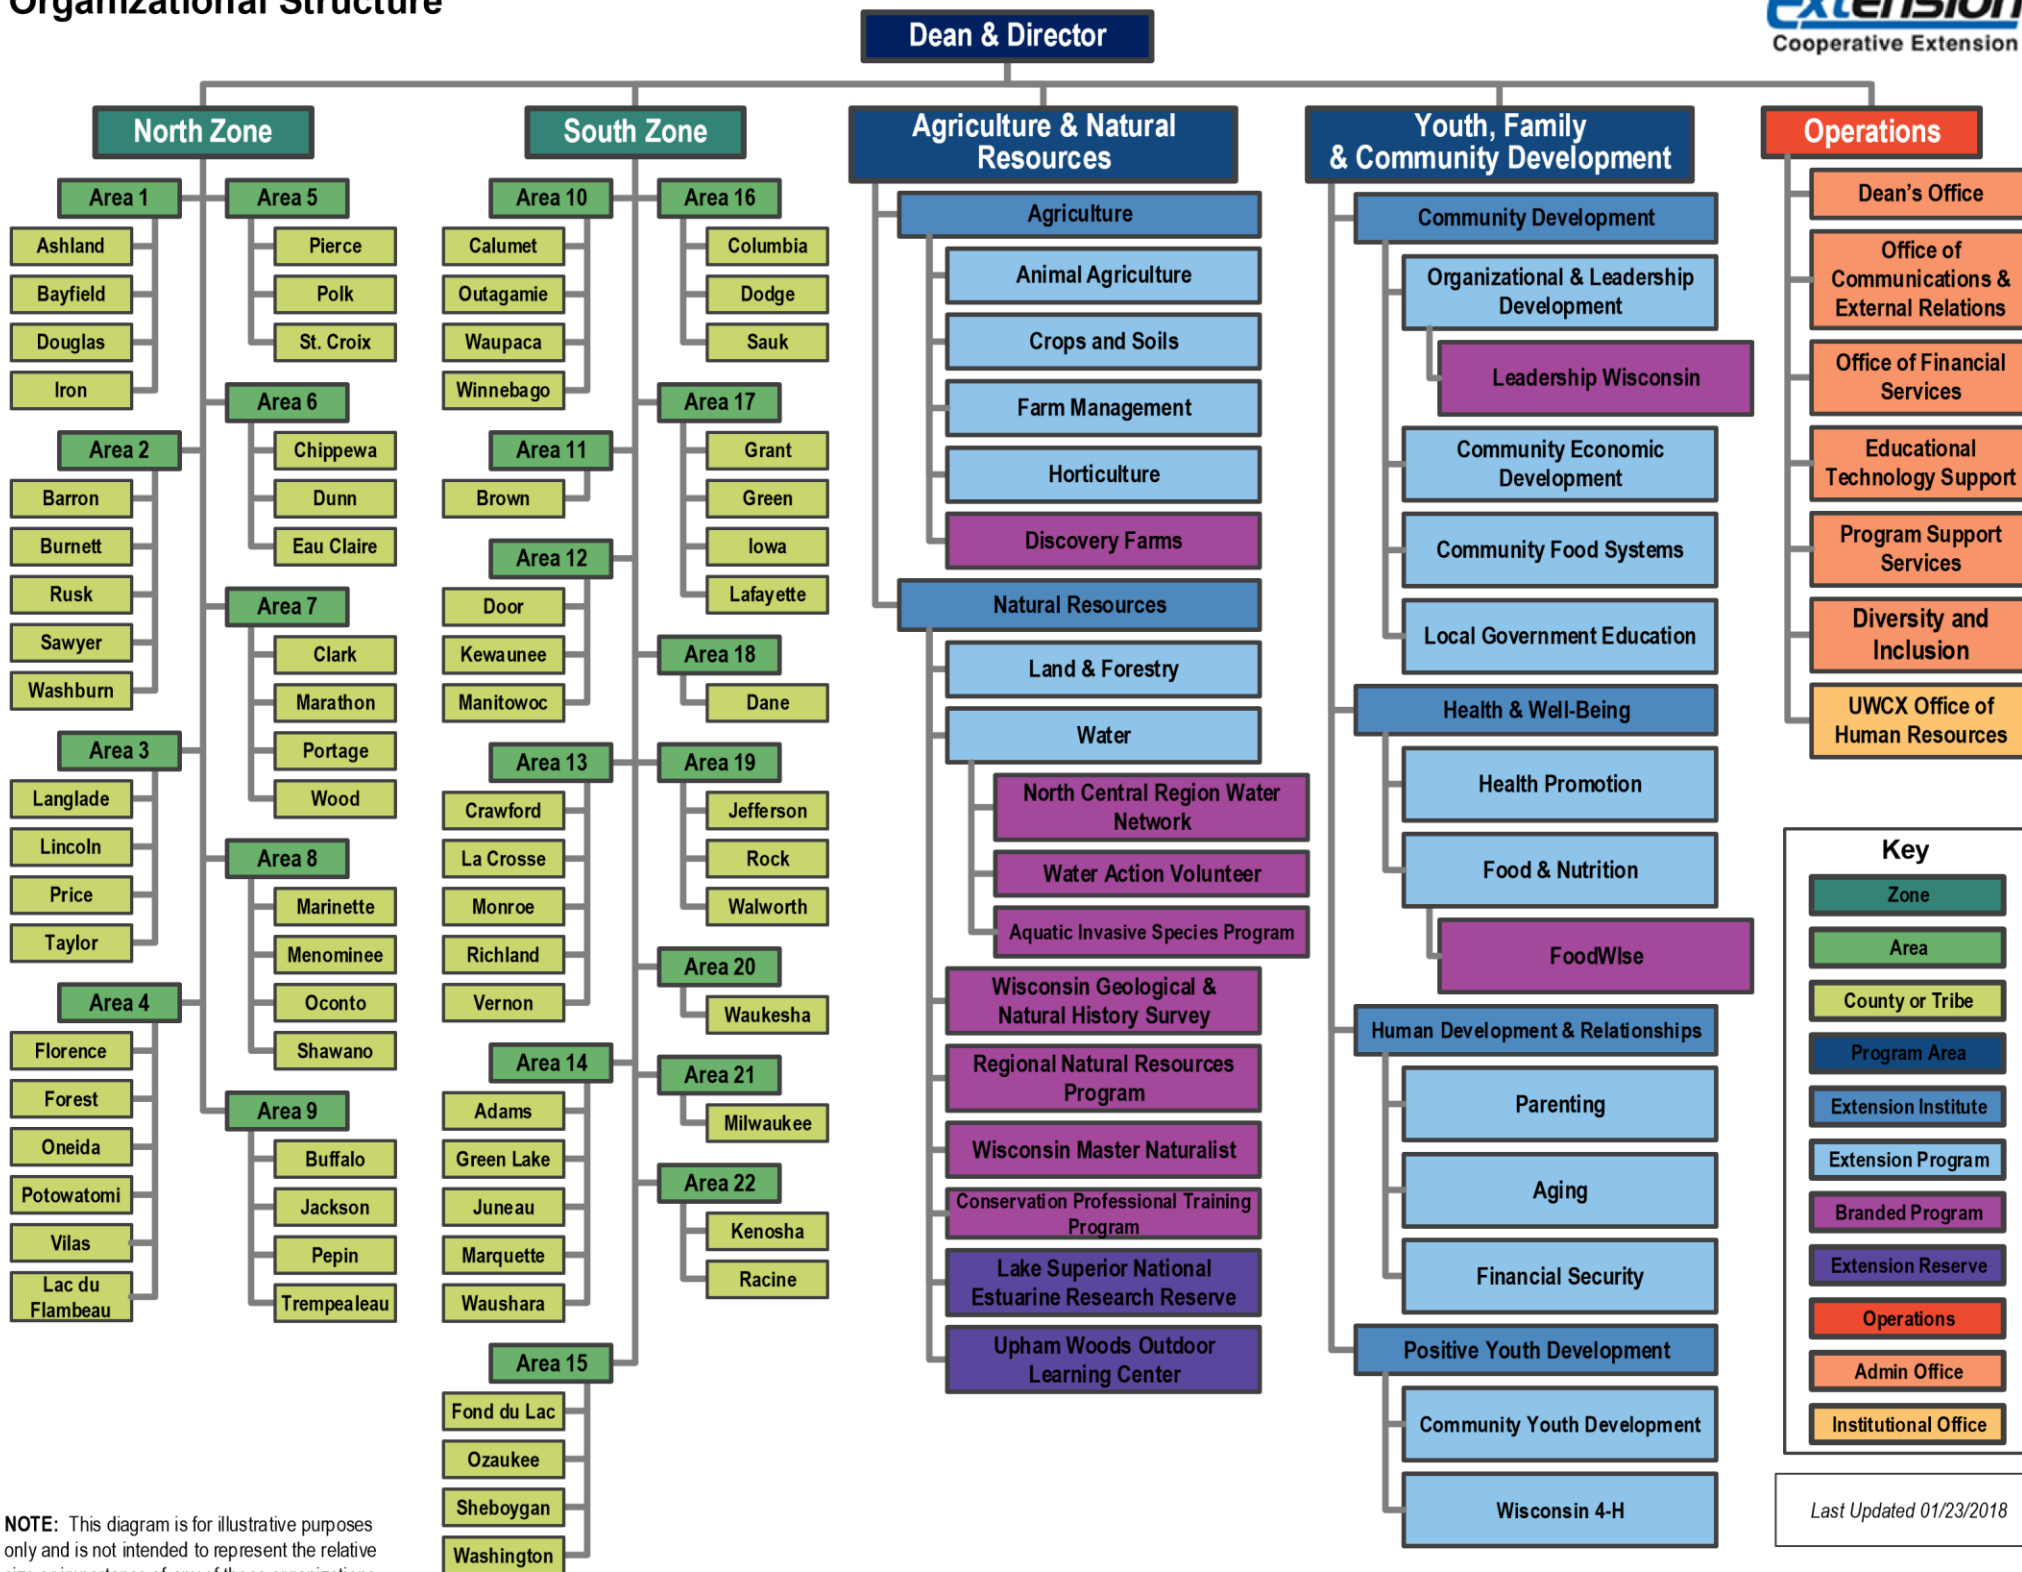 Organizational Structure
Extension
Cooperative Extension
Dean & Director
North Zone
Area 1
Ashland
Bayfield
Douglas
Iron
Area 2
Barron
Burnett
Rusk
Sawyer
Washburn
Area 3
Langlade
Lincoln
Price
Taylor
Area 4
Florence
Forest
Oneida
Potowatomi
Vilas
Lac du
Flambeau
Area 5
Pierce
Polk
St. Croix
Area 6
Chippewa
Dunn
Eau Claire
Area 7
Clark
Marathon
Portage
Wood
Area 8
Marinette
Menominee
Oconto
Shawano
Area 9
Buffalo
Jackson
Pepin
Trempealeau
South Zone
Area 10
Calumet
Outagamie
Waupaca
Winnebago
Area 11
Brown
Area 12
Door
Kewaunee
Manitowoc
Area 13
Crawford
La Crosse
Monroe
Richland
Vernon
Area 14
Adams
Green Lake
Juneau
Marquette
Waushara
Area 15
Fond du Lac
Ozaukee
Sheboygan
Washington
Area 16
Columbia
Dodge
Sauk
Area 17
Grant
Green
Iowa
Lafayette
Area 18
Dane
Area 19
Jefferson
Rock
Walworth
Area 20
Waukesha
Area 21
Milwaukee
Area 22
Kenosha
Racine
Agriculture & Natural
Resources
Agriculture
Animal Agriculture
Crops and Soils
Farm Management
Horticulture
Discovery Farms
Natural Resources
Land & Forestry
Water
North Central Region Water
Network
Water Action Volunteer
Aquatic Invasive Species Program
Wisconsin Geological &
Natural History Survey
Regional Natural Resources
Program
Wisconsin Master Naturalist
Conservation Professional Training
Program
Lake Superior National
Estuarine Research Reserve
Upham Woods Outdoor
Learning Center
Youth, Family
& Community Development
Community Development
Organizational & Leadership
Development
Leadership Wisconsin
Community Economic
Development
Community Food Systems
Local Government Education
Health & Well-Being
Health Promotion
Food & Nutrition
FoodWIse
Human Development & Relationships
Parenting
Aging
Financial Security
Positive Youth Development
Community Youth Development
Wisconsin 4-H
Operations
Dean's Office
Office of
Communications &
External Relations
Office of Financial
Services
Educational
Technology Support
Program Support
Services
Diversity and
Inclusion
UWCX Office of
Human Resources
Key
Zone
Area
County or Tribe
Program Area
Extension Institute
Extension Program
Branded Program
Extension Reserve
Operations
Admin Office
Institutional Office
Last Updated 01/23/2018
NOTE: This diagram is for illustrative purposes
only and is not intended to represent the relative